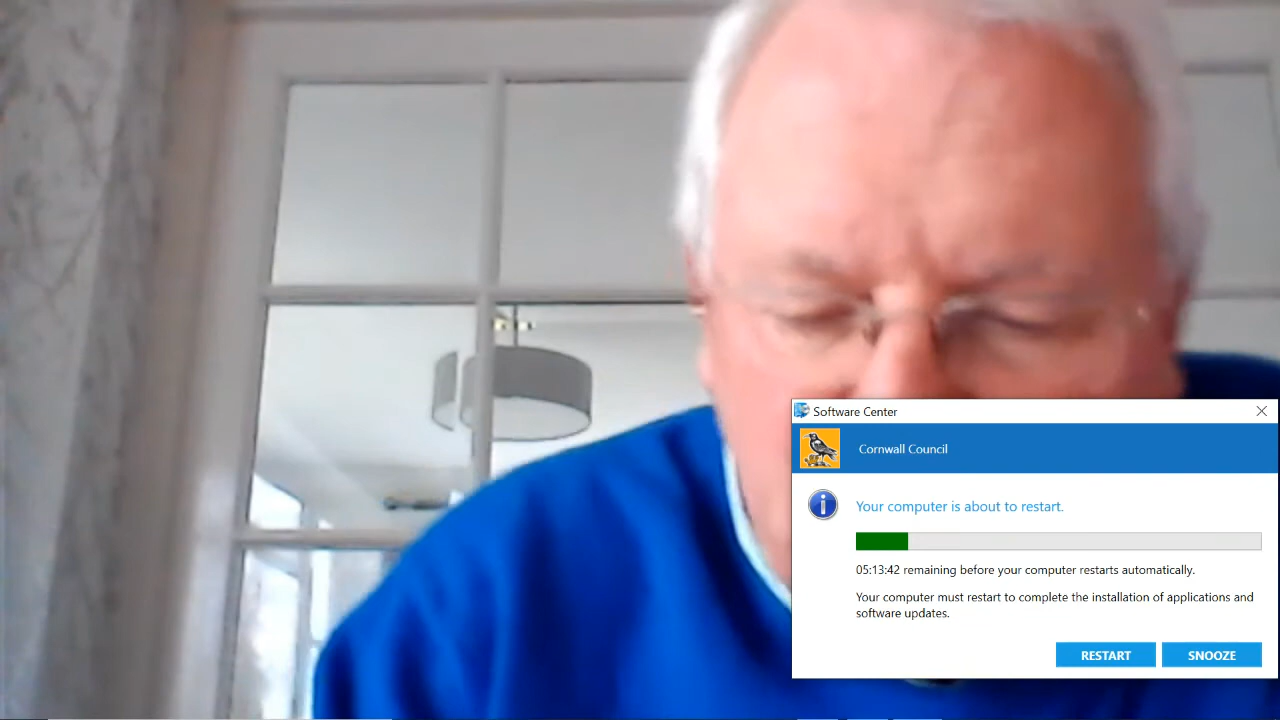 Software Center
Cornwall Council
Your computer is about to restart.
05:13:42 remaining before your computer restarts automatically.
Your computer must restart to complete the installation of applications and
software updates.
RESTART
SNOOZE